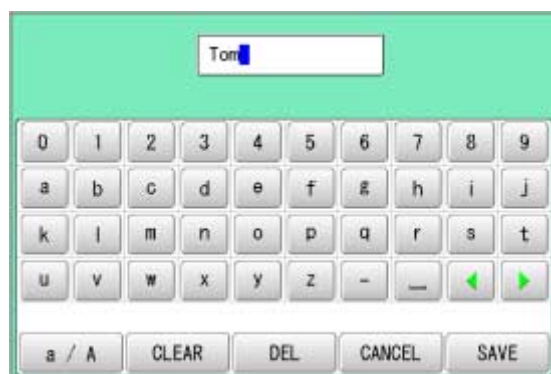 Tom
0 1 2 3 4 5 6 7 8 9
a b c d e f g h i j
k l m n o p q r s t
u v w x y z - _
a / A CLEAR DEL CANCEL SAVE